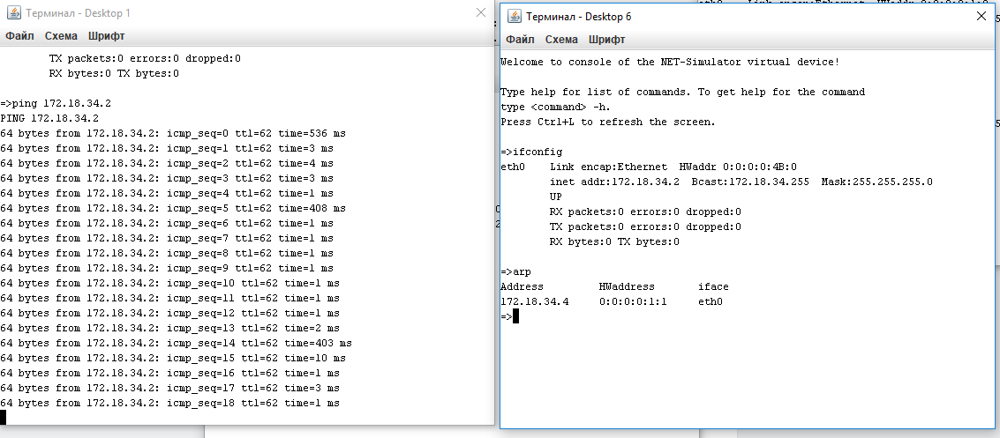 Терминал - Desktop 1
Файл Схема Шрифт
TX packets:0 errors:0 dropped:0
RX bytes:0 TX bytes:0
=>ping 172.18.34.2
PING 172.18.34.2
64 bytes from 172.18.34.2: icmp_seq=0 ttl=62 time=536 ms
64 bytes from 172.18.34.2: icmp_seq=1 ttl=62 time=3 ms
64 bytes from 172.18.34.2: icmp_seq=2 ttl=62 time=4 ms
64 bytes from 172.18.34.2: icmp_seq=3 ttl=62 time=3 ms
64 bytes from 172.18.34.2: icmp_seq=4 ttl=62 time=1 ms
64 bytes from 172.18.34.2: icmp_seq=5 ttl=62 time=408 ms
64 bytes from 172.18.34.2: icmp_seq=6 ttl=62 time=1 ms
64 bytes from 172.18.34.2: icmp_seq=7 ttl=62 time=1 ms
64 bytes from 172.18.34.2: icmp_seq=8 ttl=62 time=1 ms
64 bytes from 172.18.34.2: icmp_seq=9 ttl=62 time=1 ms
64 bytes from 172.18.34.2: icmp_seq=10 ttl=62 time=1 ms
64 bytes from 172.18.34.2: icmp_seq=11 ttl=62 time=1 ms
64 bytes from 172.18.34.2: icmp_seq=12 ttl=62 time=1 ms
64 bytes from 172.18.34.2: icmp_seq=13 ttl=62 time=2 ms
64 bytes from 172.18.34.2: icmp_seq=14 ttl=62 time=403 ms
64 bytes from 172.18.34.2: icmp_seq=15 ttl=62 time=10 ms
64 bytes from 172.18.34.2: icmp_seq=16 ttl=62 time=1 ms
64 bytes from 172.18.34.2: icmp_seq=17 ttl=62 time=3 ms
64 bytes from 172.18.34.2: icmp_seq=18 ttl=62 time=1 ms
Терминал - Desktop 6
Файл Схема Шрифт
Welcome to console of the NET-Simulator virtual device!
Type help for list of commands. To get help for the command
type <command> -h.
Press Ctrl+L to refresh the screen.
=>ifconfig
eth0 Link encap:Ethernet HWaddr 0:0:0:0:4B:0
inet addr:172.18.34.2 Bcast:172.18.34.255 Mask:255.255.255.0
UP
RX packets:0 errors:0 dropped:0
TX packets:0 errors:0 dropped:0
RX bytes:0 TX bytes:0
=>arp
Address HWaddress iface
172.18.34.4 0:0:0:0:1:1 eth0
=>